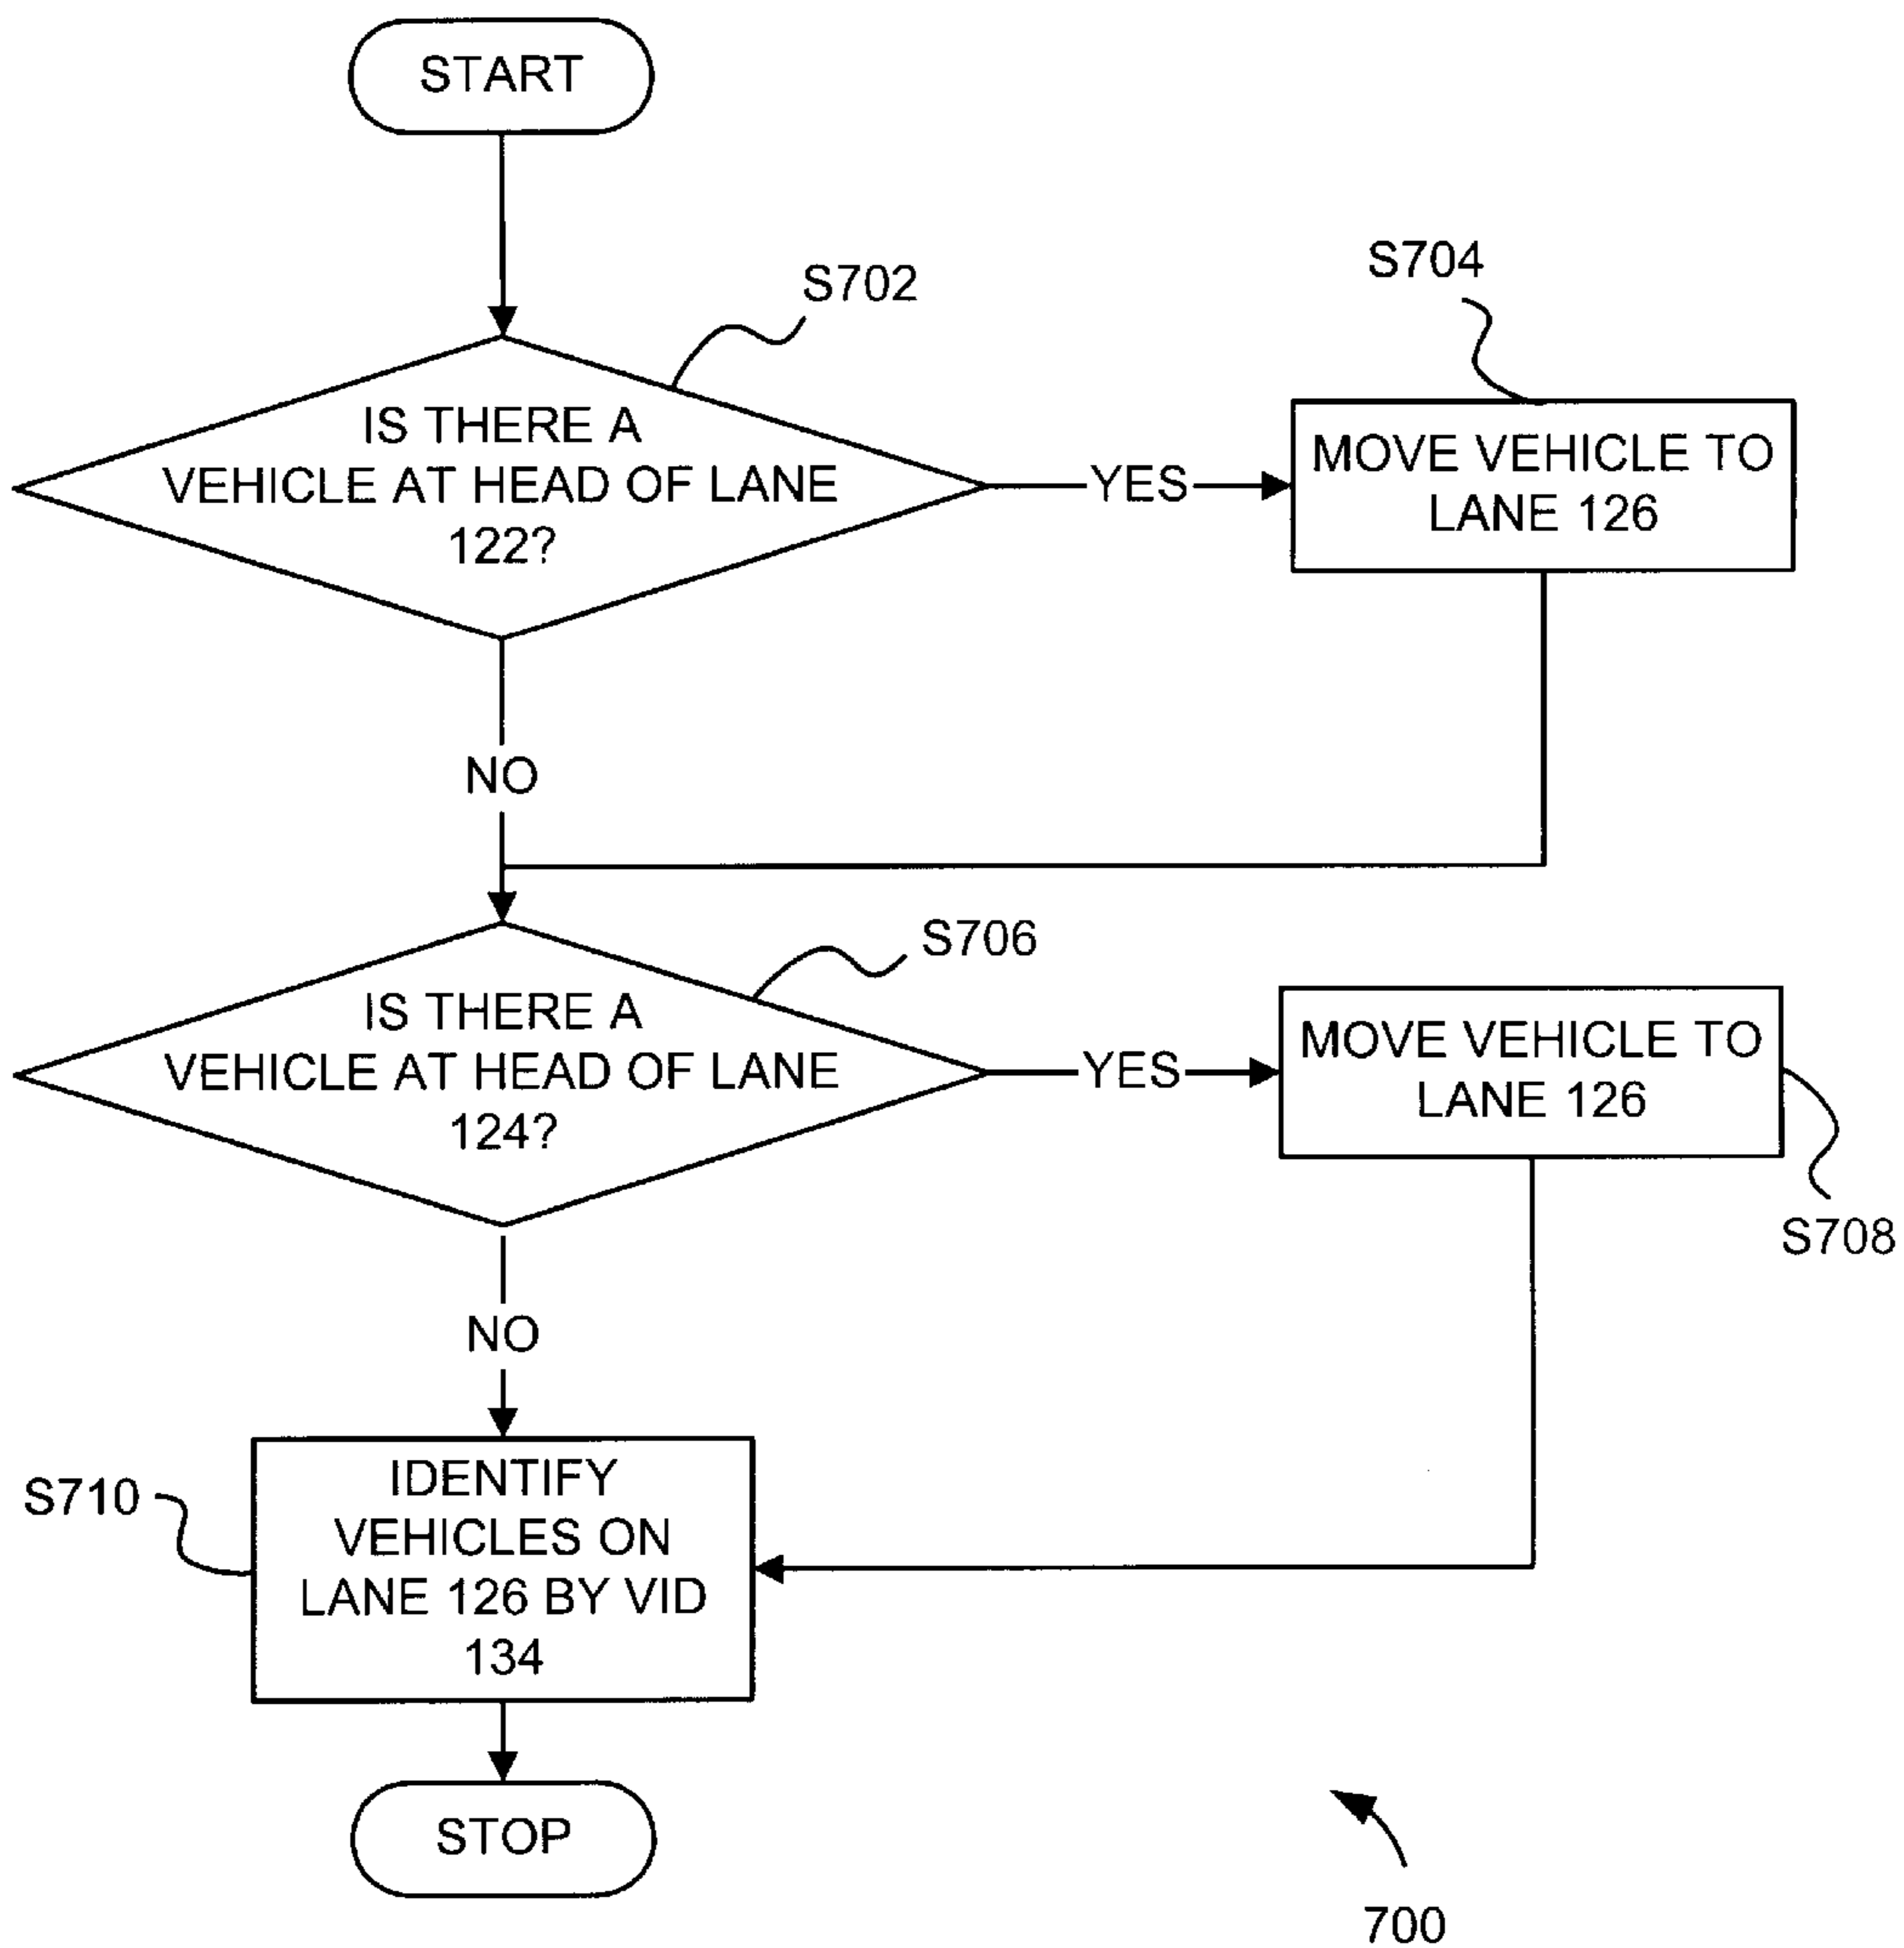 START
S702
S704
IS THERE A
VEHICLE AT HEAD OF LANE
122?
YES
MOVE VEHICLE TO
LANE 126
NO
S706
IS THERE A
VEHICLE AT HEAD OF LANE
124?
YES
MOVE VEHICLE TO
LANE 126
S708
NO
S710
IDENTIFY
VEHICLES ON
LANE 126 BY VID
134
STOP
700